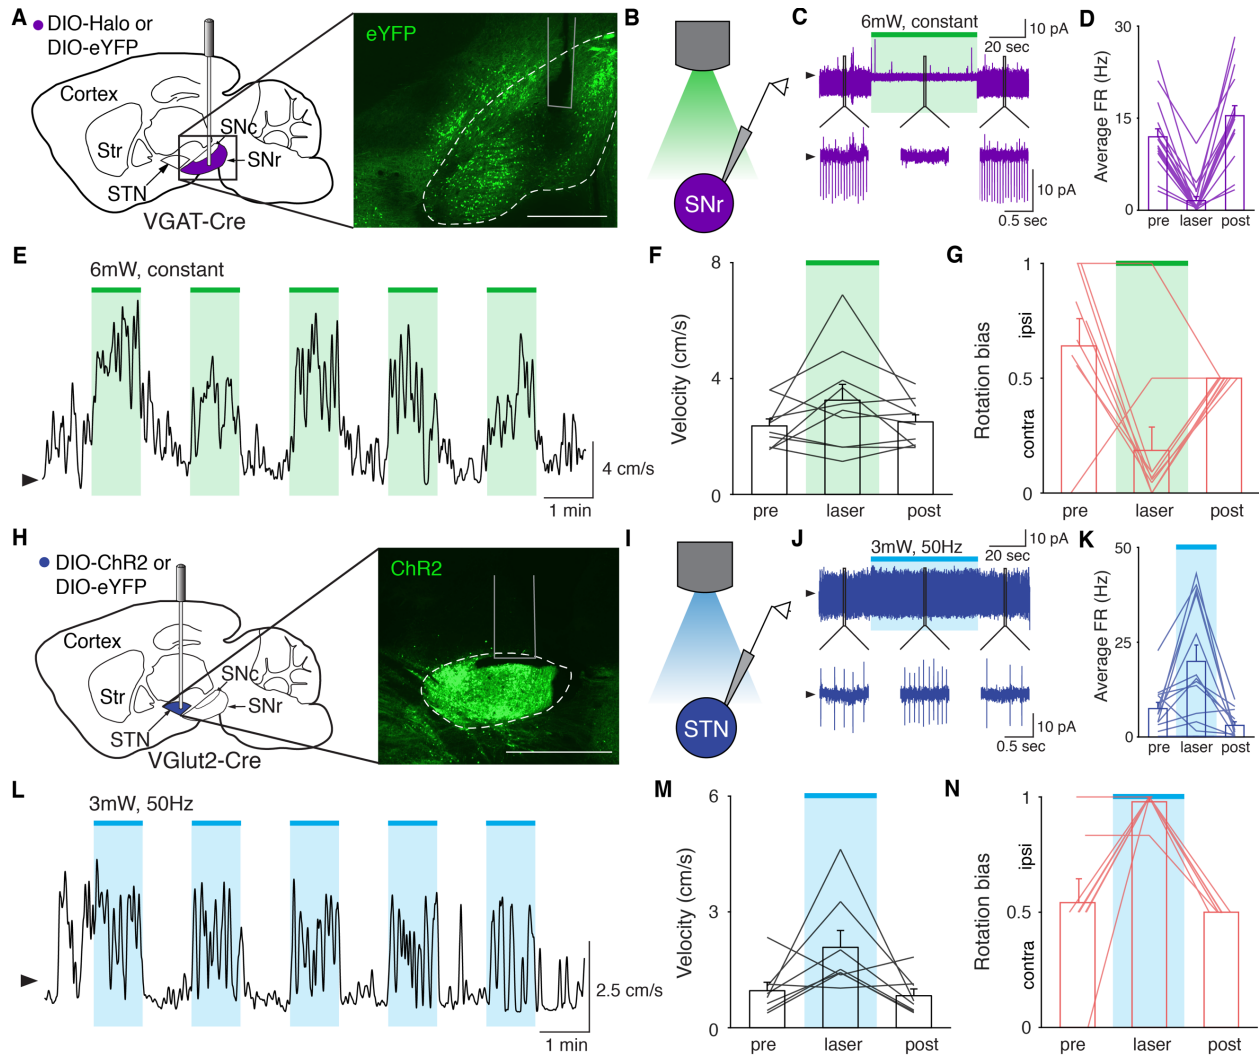 A
DIO-Halo or
DIO-eYFP
Cortex
Str
SNc
SNr
STN
VGAT-Cre
eYFP
B
SNr
C
6mW, constant
10 pA
20 sec
10 pA
0.5 sec
D
Average FR (Hz)
30
15
0
pre laser post
E
6mW, constant
4 cm/s
1 min
F
Velocity (cm/s)
8
4
0
pre laser post
G
Rotation bias
contra ipsi
1
0.5
0
pre laser post
H
DIO-ChR2 or
DIO-eYFP
Cortex
Str
SNc
SNr
STN
VGlut2-Cre
ChR2
I
STN
J
3mW, 50Hz
10 pA
20 sec
10 pA
0.5 sec
K
Average FR (Hz)
50
25
0
pre laser post
L
3mW, 50Hz
2.5 cm/s
1 min
M
Velocity (cm/s)
6
3
0
pre laser post
N
Rotation bias
contra ipsi
1
0.5
0
pre laser post